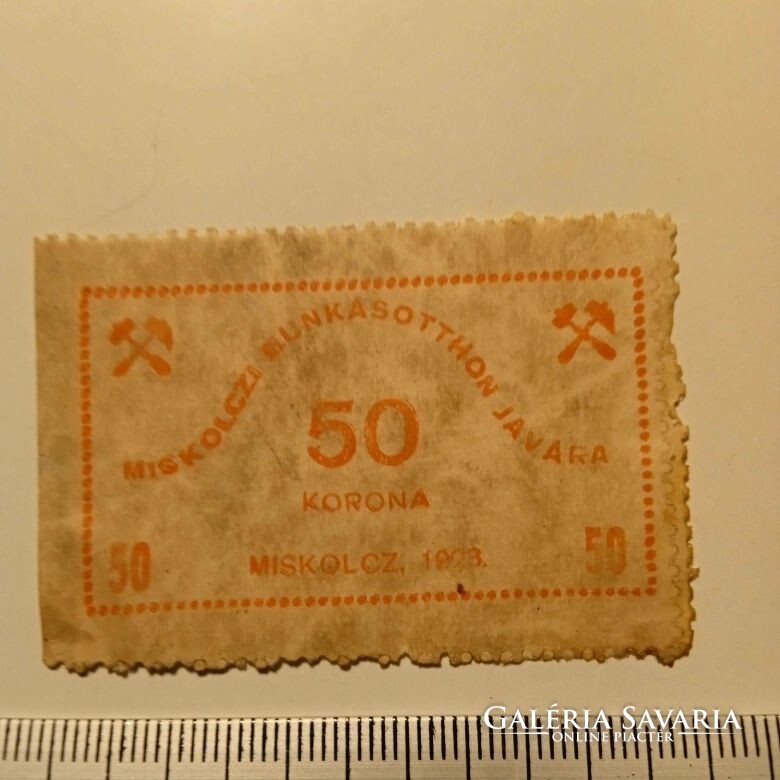 MISKOLCZI MUNKÁSOTTHON JAVÁRA
50
KORONA
50 MISKOLCZ, 1923. 50
GALÉRIA SAVARIA
ONLINE PIACTÉR